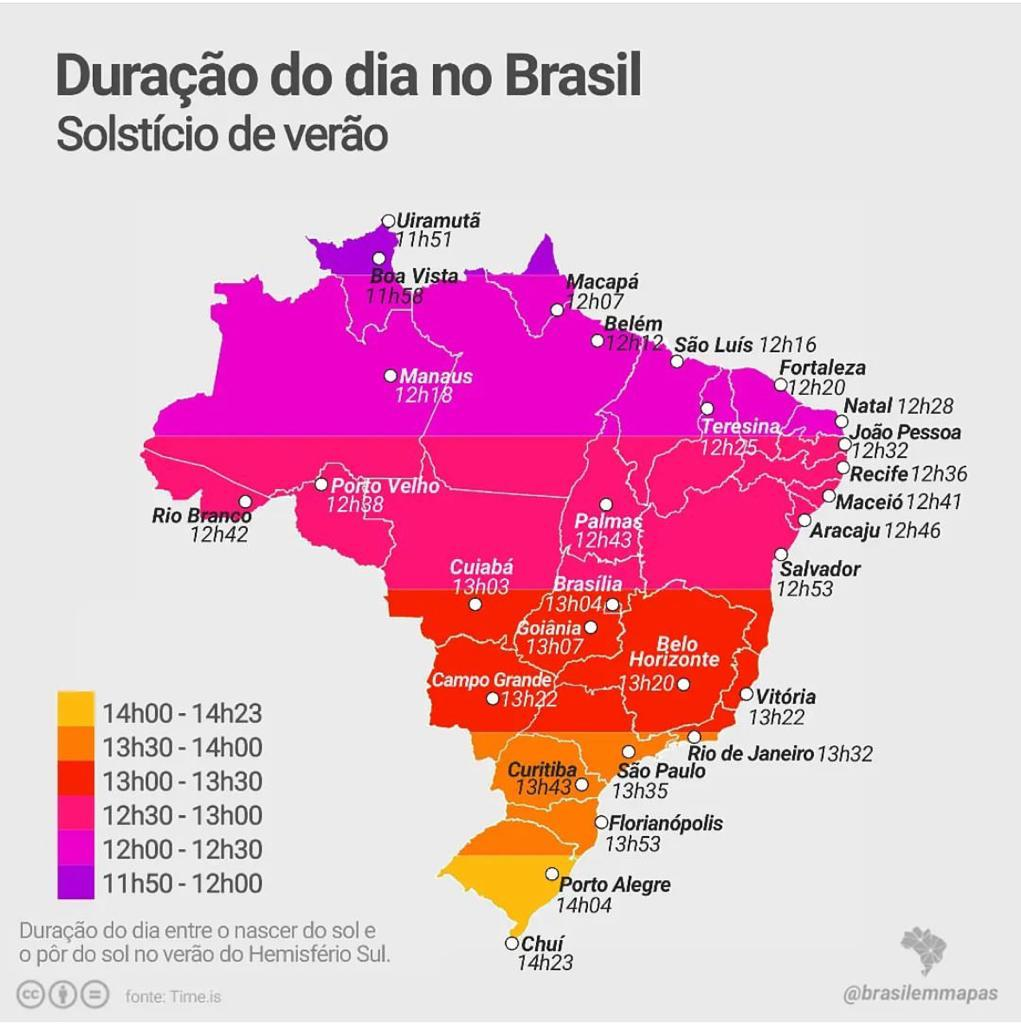 Duração do dia no Brasil
Solstício de verão
Uiramutã
11h51
Boa Vista
11h58
Macapá
12h07
Belém
12h12
São Luís 12h16
Fortaleza
12h20
Manaus
12h18
Natal 12h28
Teresina
12h25
João Pessoa
12h32
Recife 12h36
Porto Velho
12h38
Maceió 12h41
Rio Branco
12h42
Palmas
12h43
Aracaju 12h46
Salvador
12h53
Cuiabá
13h03
Brasília
13h04
Goiânia
13h07
Belo
Horizonte
13h20
Campo Grande
13h22
Vitória
13h22
Rio de Janeiro 13h32
São Paulo
13h35
Curitiba
13h43
Florianópolis
13h53
Porto Alegre
14h04
Chuí
14h23
14h00 - 14h23
13h30 - 14h00
13h00 - 13h30
12h30 - 13h00
12h00 - 12h30
11h50 - 12h00
Duração do dia entre o nascer do sol e
o pôr do sol no verão do Hemisfério Sul.
cc
fonte: Time.is
@brasilemmapas